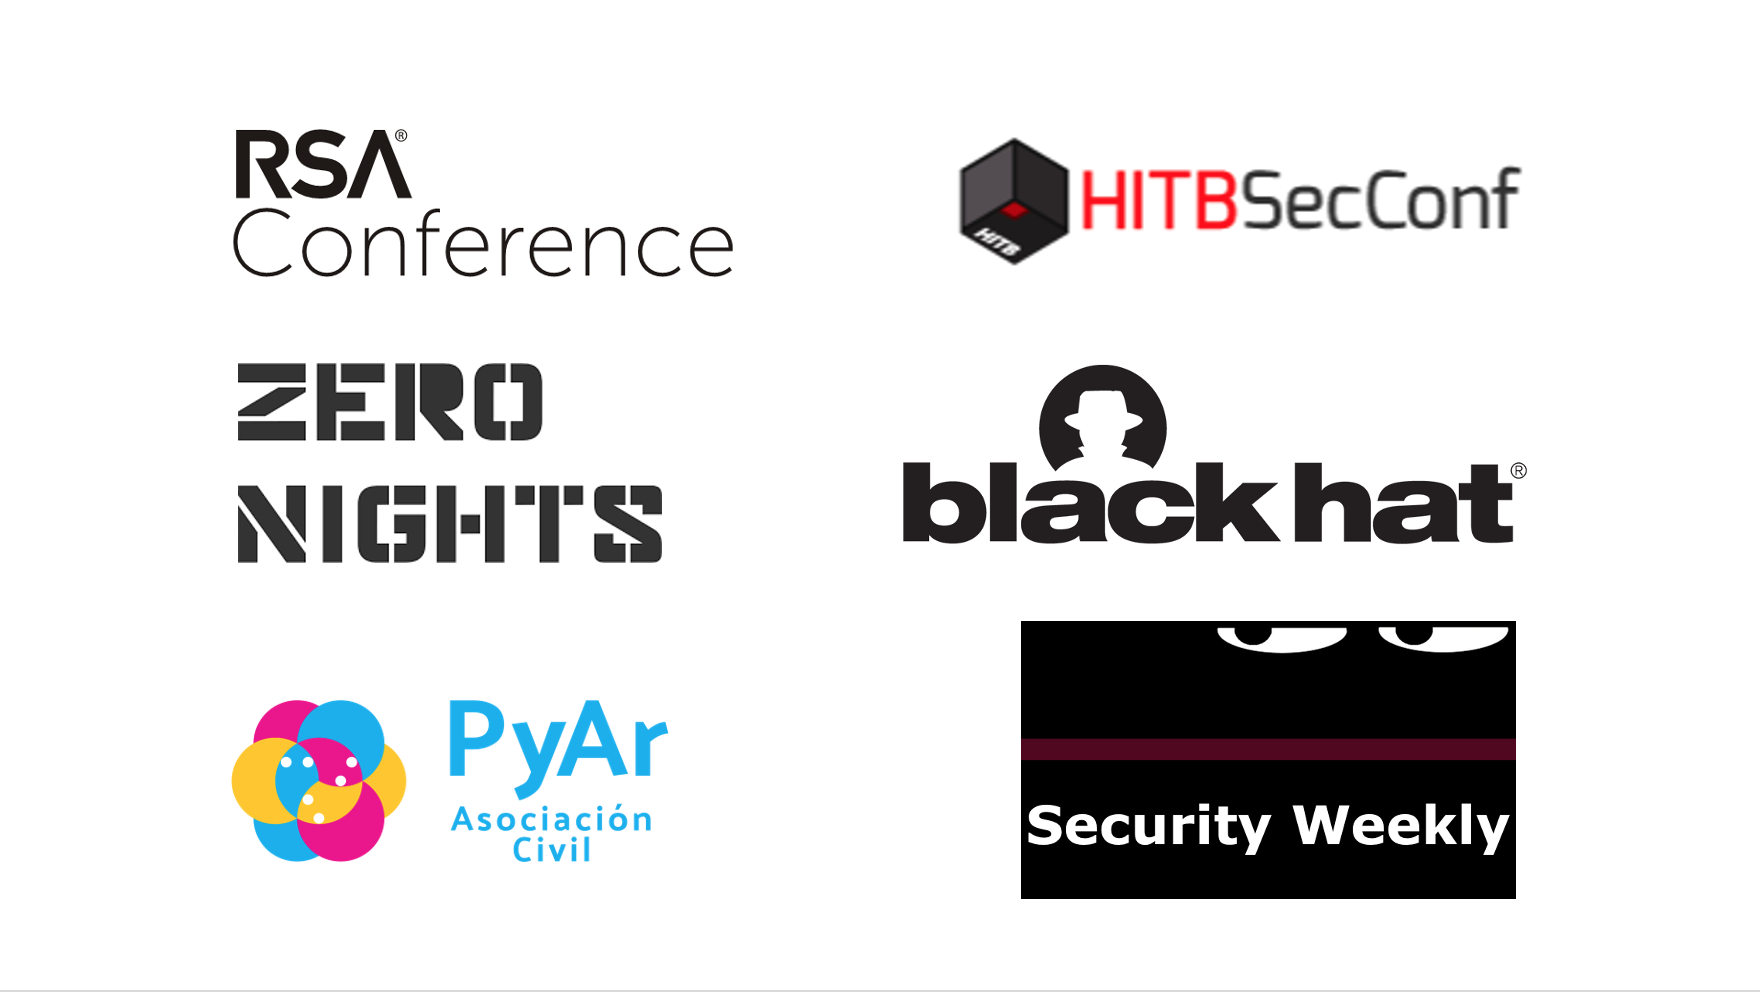 RSA®
Conference
HITB
HITBSecConf
ZERO
NIGHTS
blackhat®
PyAr
Asociación
Civil
Security Weekly